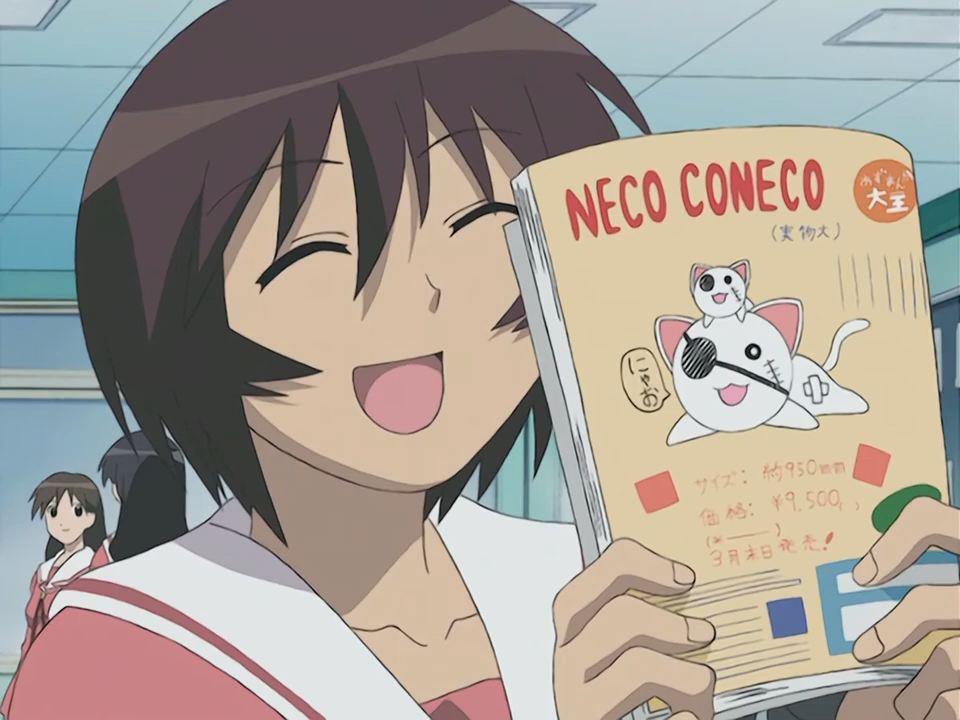 NECO CONECO
あずまんが
大王
(実物大)
にゃお
サイズ: 約950mm
価格: ¥9,500,
3月末日発売!